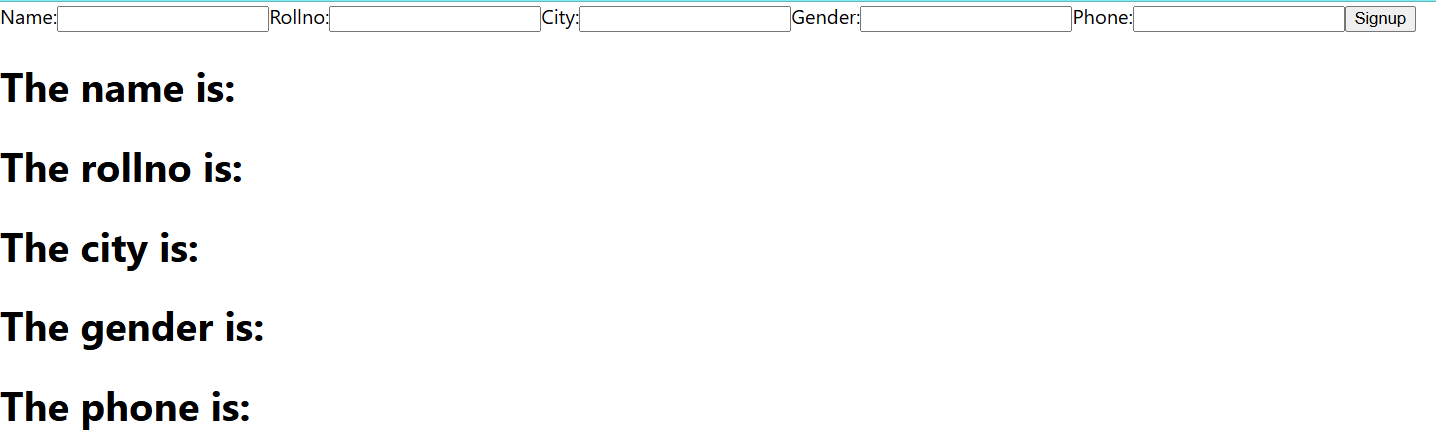 Name: Rollno: City: Gender: Phone: Signup
The name is:
The rollno is:
The city is:
The gender is:
The phone is: